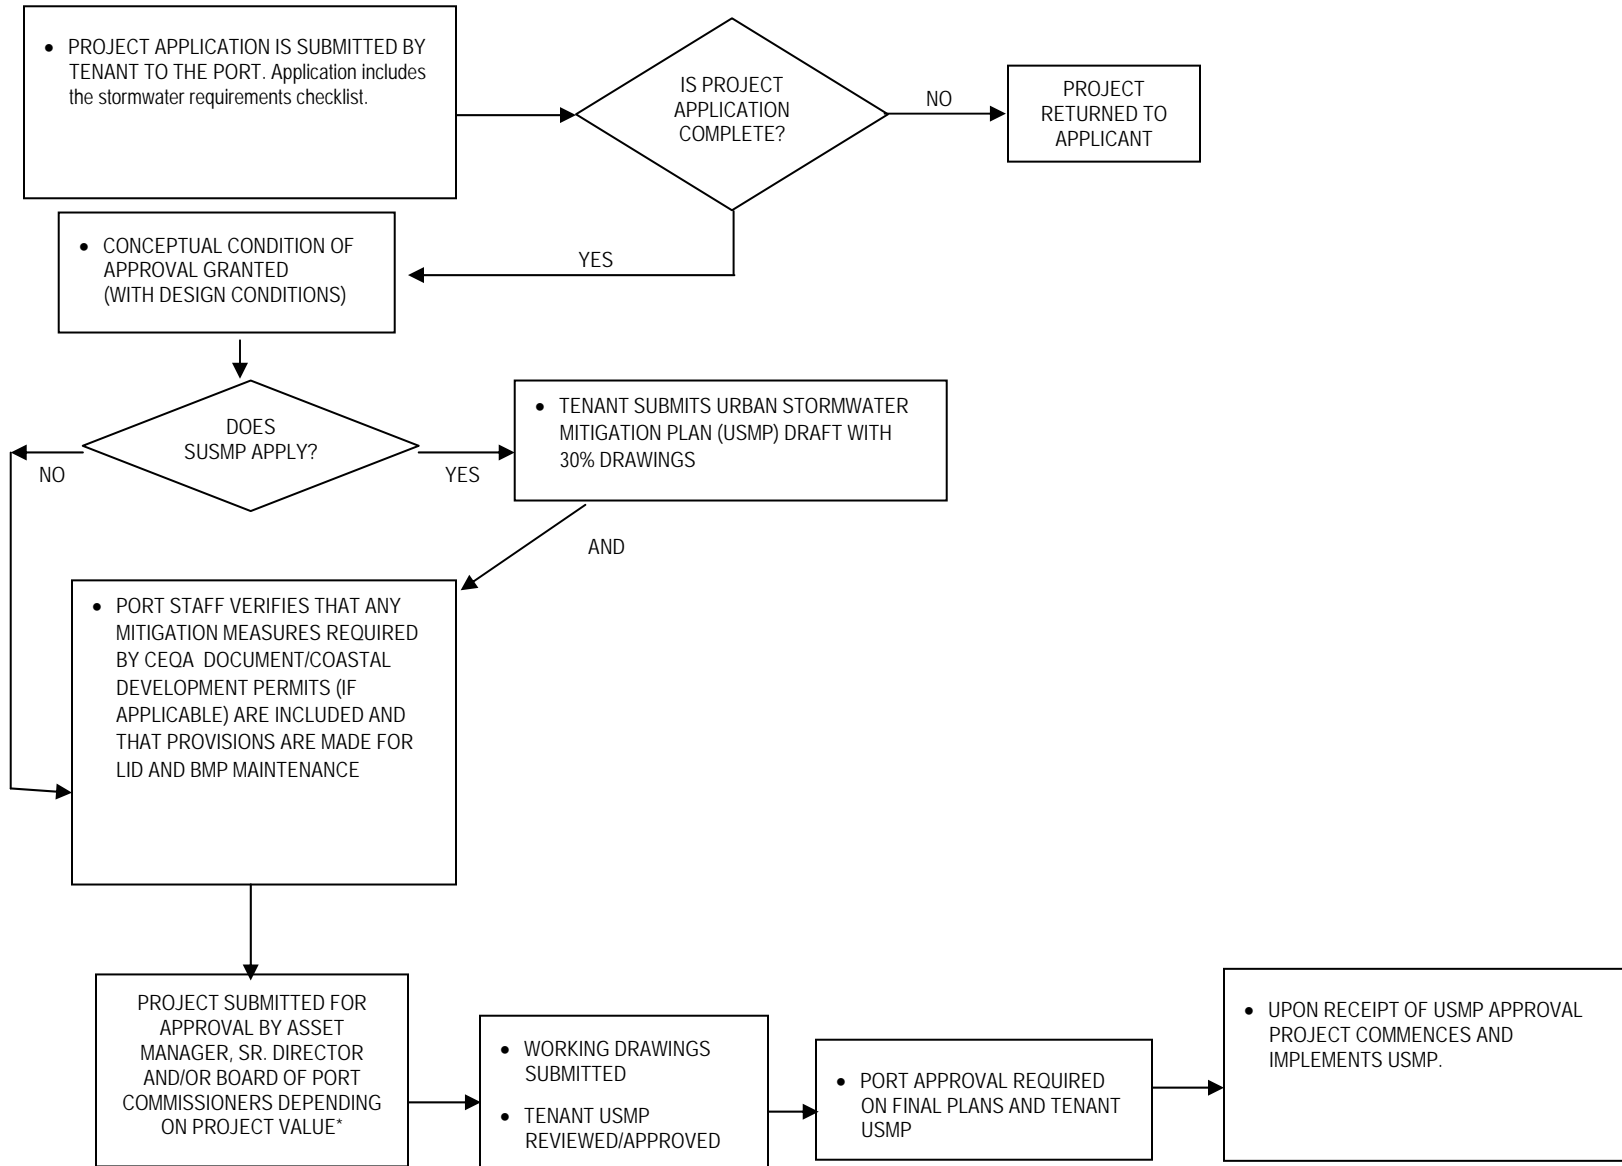 • PROJECT APPLICATION IS SUBMITTED BY
TENANT TO THE PORT. Application includes
the stormwater requirements checklist.
IS PROJECT
APPLICATION
COMPLETE?
NO
PROJECT
RETURNED TO
APPLICANT
YES
• CONCEPTUAL CONDITION OF
APPROVAL GRANTED
(WITH DESIGN CONDITIONS)
DOES
SUSMP APPLY?
NO
YES
• TENANT SUBMITS URBAN STORMWATER
MITIGATION PLAN (USMP) DRAFT WITH
30% DRAWINGS
AND
• PORT STAFF VERIFIES THAT ANY
MITIGATION MEASURES REQUIRED
BY CEQA DOCUMENT/COASTAL
DEVELOPMENT PERMITS (IF
APPLICABLE) ARE INCLUDED AND
THAT PROVISIONS ARE MADE FOR
LID AND BMP MAINTENANCE
PROJECT SUBMITTED FOR
APPROVAL BY ASSET
MANAGER, SR. DIRECTOR
AND/OR BOARD OF PORT
COMMISSIONERS DEPENDING
ON PROJECT VALUE*
• WORKING DRAWINGS
SUBMITTED
• TENANT USMP
REVIEWED/APPROVED
• PORT APPROVAL REQUIRED
ON FINAL PLANS AND TENANT
USMP
• UPON RECEIPT OF USMP APPROVAL
PROJECT COMMENCES AND
IMPLEMENTS USMP.